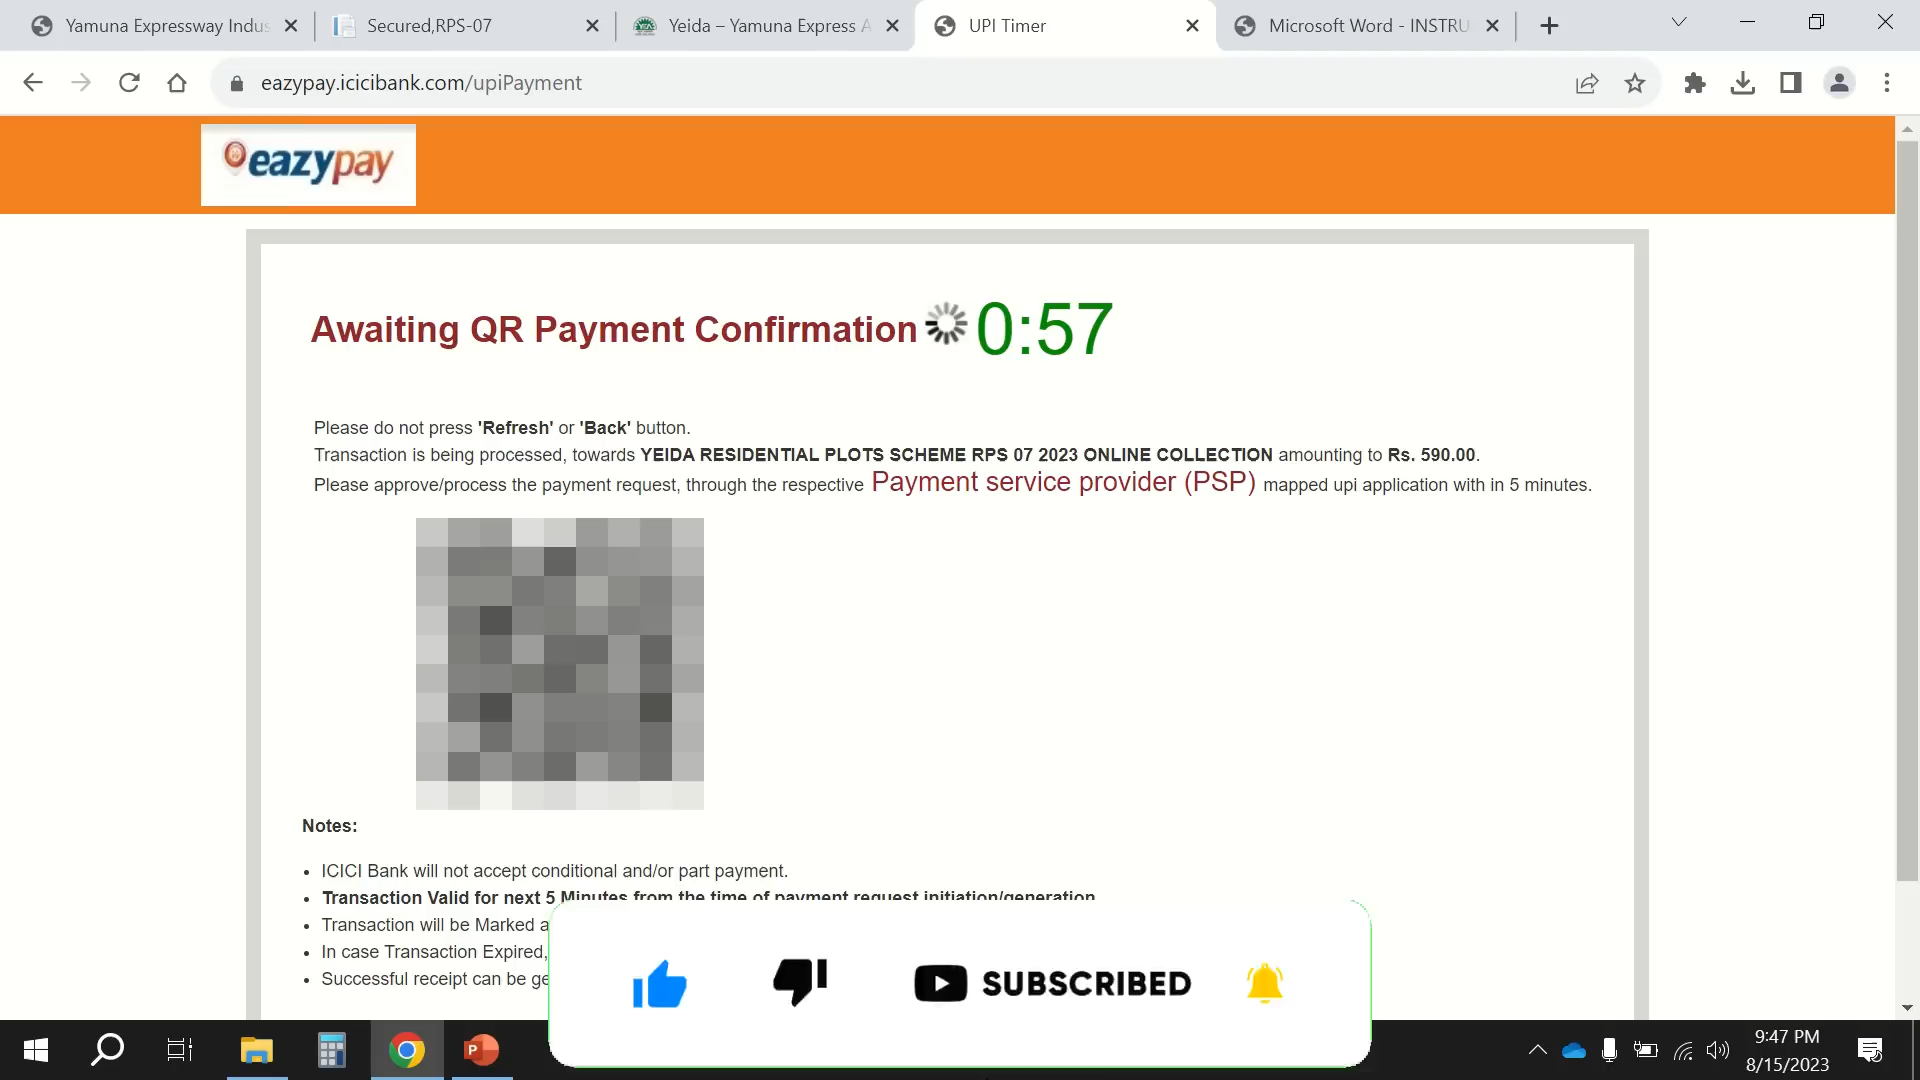 Yamuna Expressway Indus
Secured,RPS-07
Yeida – Yamuna Express A
UPI Timer
Microsoft Word - INSTRU
eazypay.icicibank.com/upiPayment
eazypay
Awaiting QR Payment Confirmation 0:57
Please do not press 'Refresh' or 'Back' button.
Transaction is being processed, towards YEIDA RESIDENTIAL PLOTS SCHEME RPS 07 2023 ONLINE COLLECTION amounting to Rs. 590.00.
Please approve/process the payment request, through the respective Payment service provider (PSP) mapped upi application with in 5 minutes.
Notes:
• ICICI Bank will not accept conditional and/or part payment.
• Transaction Valid for next 5 Minutes from the time of payment request initiation/generation
• Transaction will be Marked a
• In case Transaction Expired,
• Successful receipt can be ge
SUBSCRIBED
P
9:47 PM
8/15/2023